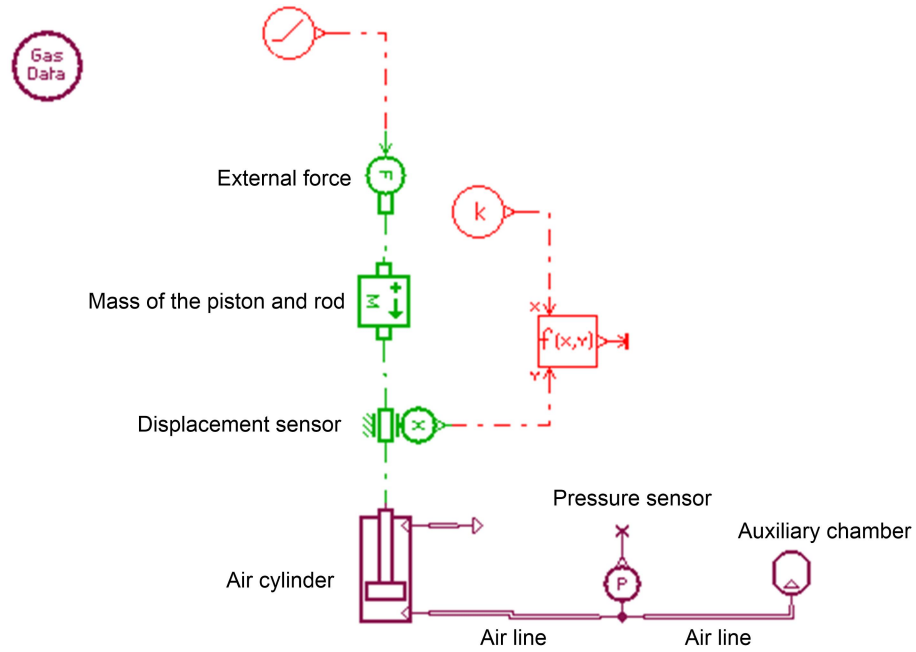 Gas
Data
External force
F
k
Mass of the piston and rod
M
+
x
f(x,y)
Y
Displacement sensor
X
Pressure sensor
Auxiliary chamber
Air cylinder
P
Air line
Air line